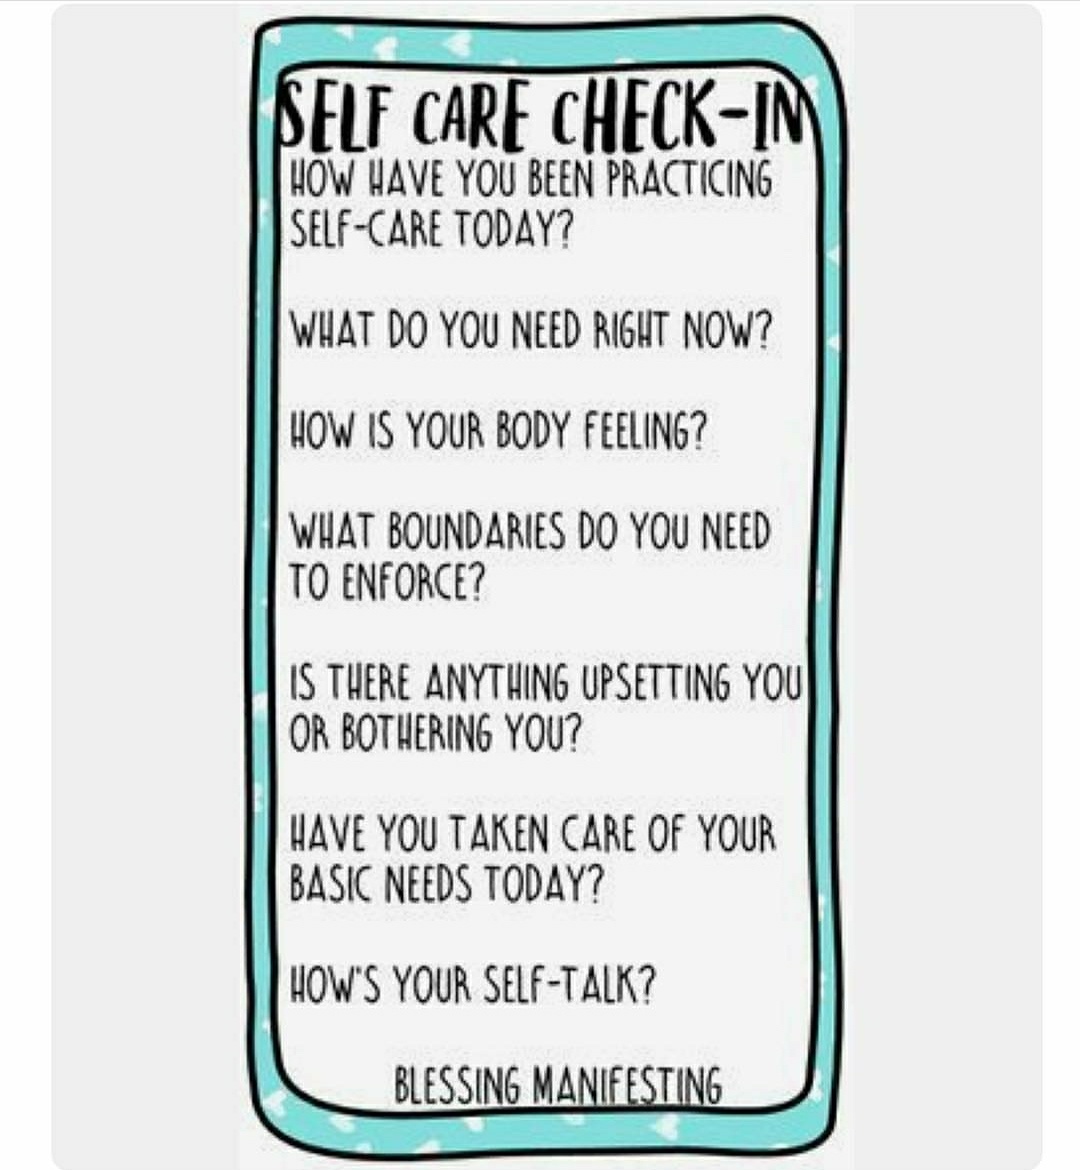 SELF CARE CHECK-IN
HOW HAVE YOU BEEN PRACTICING
SELF-CARE TODAY?
WHAT DO YOU NEED RIGHT NOW?
HOW IS YOUR BODY FEELING?
WHAT BOUNDARIES DO YOU NEED
TO ENFORCE?
IS THERE ANYTHING UPSETTING YOU
OR BOTHERING YOU?
HAVE YOU TAKEN CARE OF YOUR
BASIC NEEDS TODAY?
HOW'S YOUR SELF-TALK?
BLESSING MANIFESTING